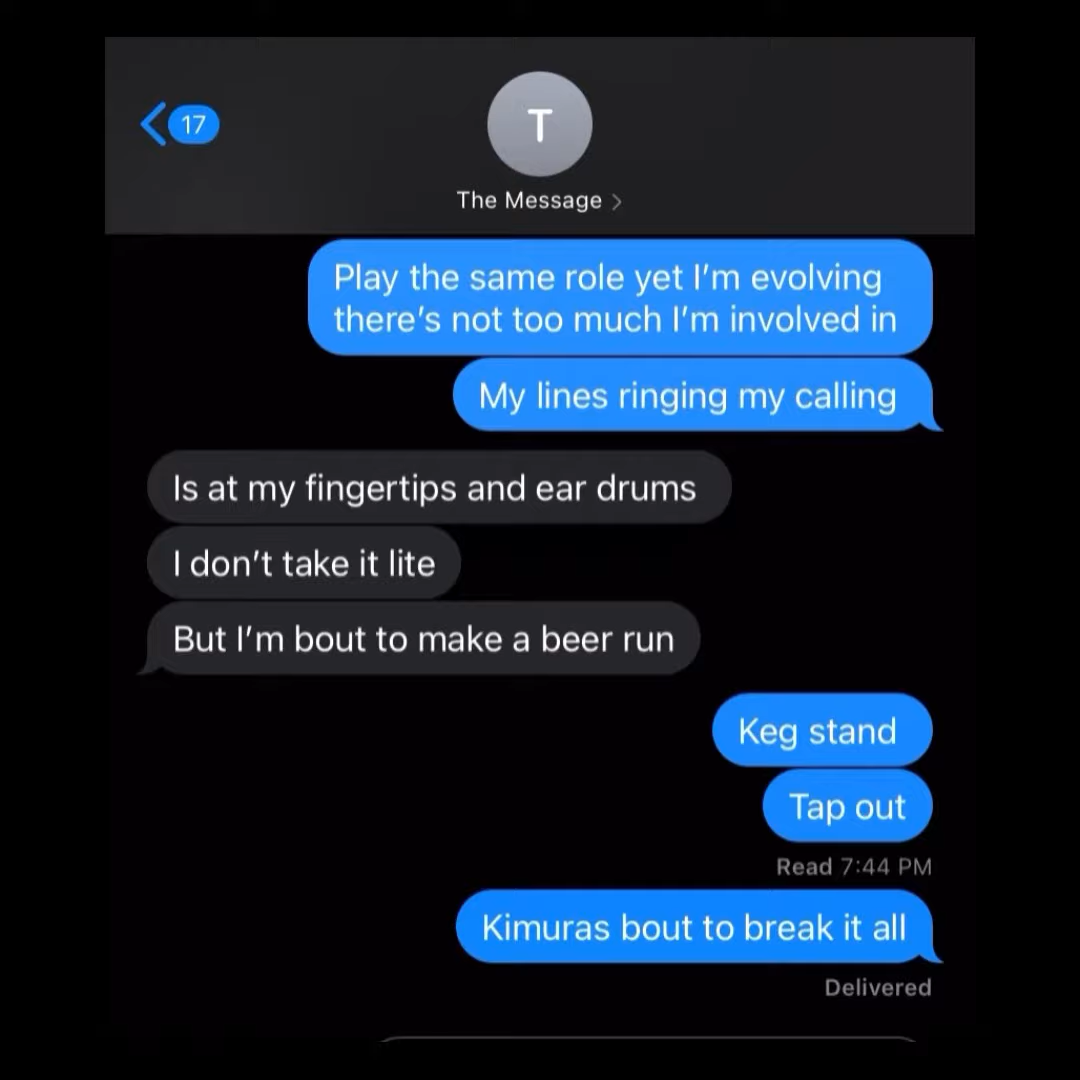 17
T
The Message >
Play the same role yet I’m evolving
there’s not too much I’m involved in
My lines ringing my calling
Is at my fingertips and ear drums
I don’t take it lite
But I’m bout to make a beer run
Keg stand
Tap out
Read 7:44 PM
Kimuras bout to break it all
Delivered